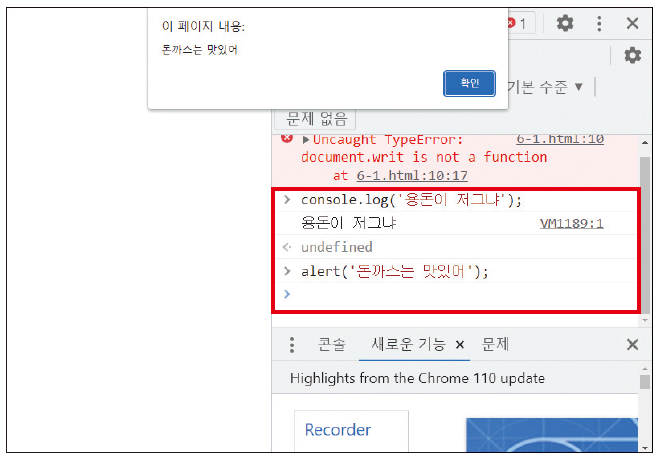 이 페이지 내용:
돈까스는 맛있어
확인
1
기본 수준 ▼
문제 없음
▶Uncaught TypeError: 6-1.html:10
document.writ is not a function
at 6-1.html:10:17
> console.log('용돈이 저그냐');
용돈이 저그냐 VM1189:1
<· undefined
> alert('돈까스는 맛있어');
>
콘솔 새로운 기능 × 문제
Highlights from the Chrome 110 update
Recorder